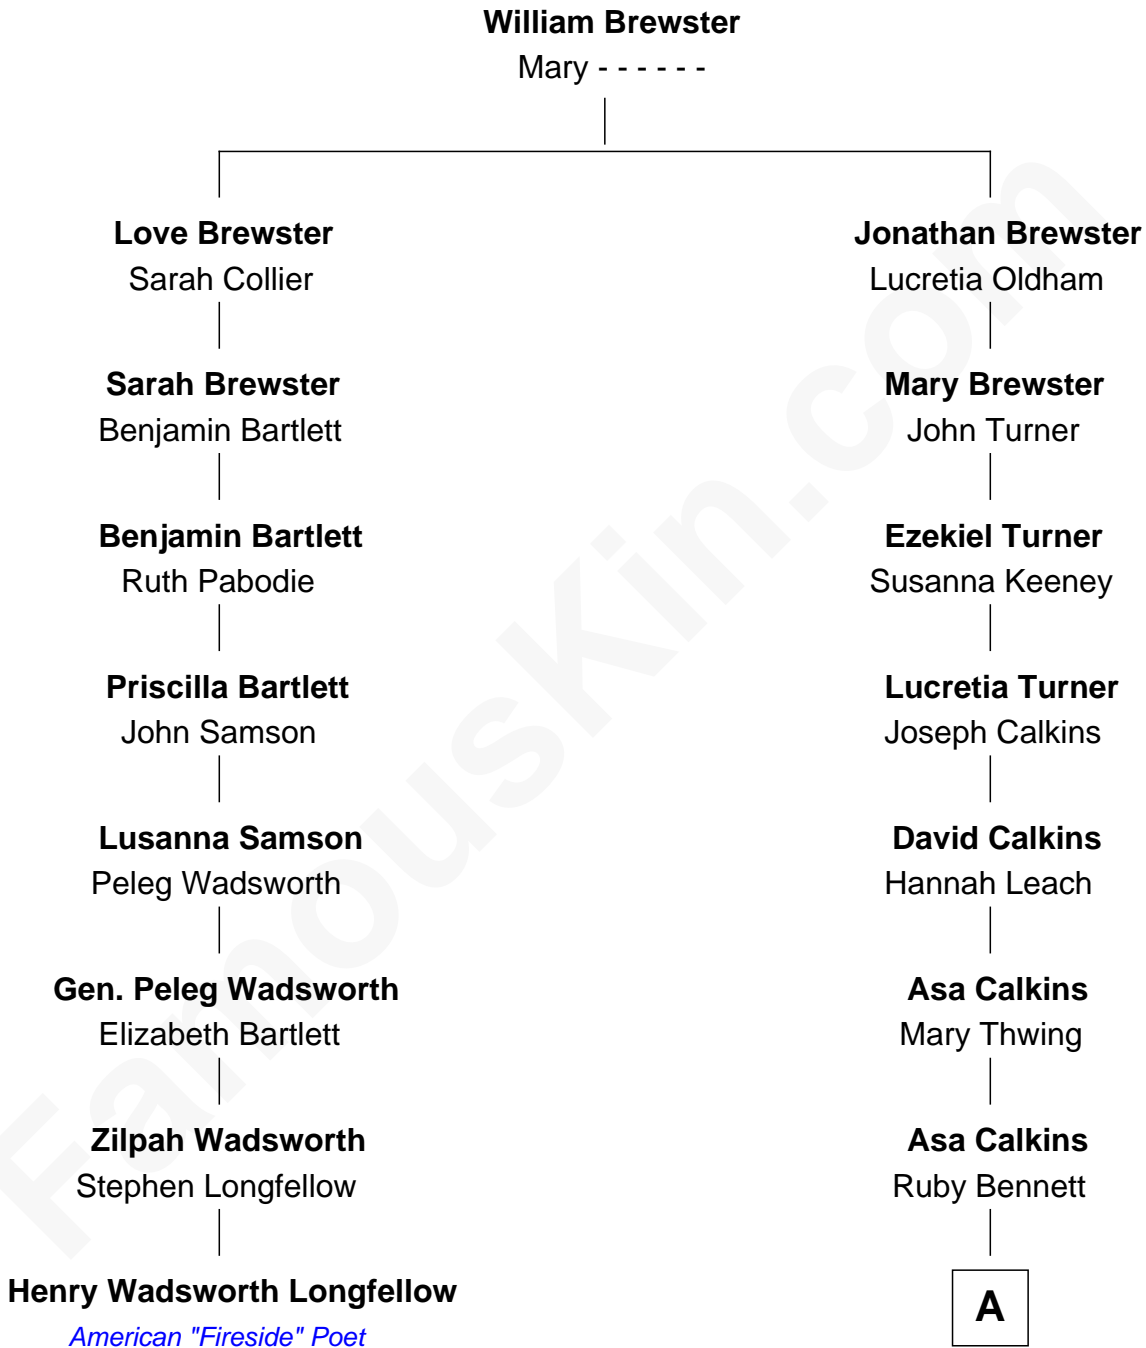 William Brewster
Mary - - - - - -
Love Brewster
Sarah Collier
Jonathan Brewster
Lucretia Oldham
Sarah Brewster
Benjamin Bartlett
Mary Brewster
John Turner
Benjamin Bartlett
Ruth Pabodie
Ezekiel Turner
Susanna Keeney
Priscilla Bartlett
John Samson
Lucretia Turner
Joseph Calkins
Lusanna Samson
Peleg Wadsworth
David Calkins
Hannah Leach
Gen. Peleg Wadsworth
Elizabeth Bartlett
Asa Calkins
Mary Thwing
Zilpah Wadsworth
Stephen Longfellow
Asa Calkins
Ruby Bennett
Henry Wadsworth Longfellow
American "Fireside" Poet
A
FamousKin.com